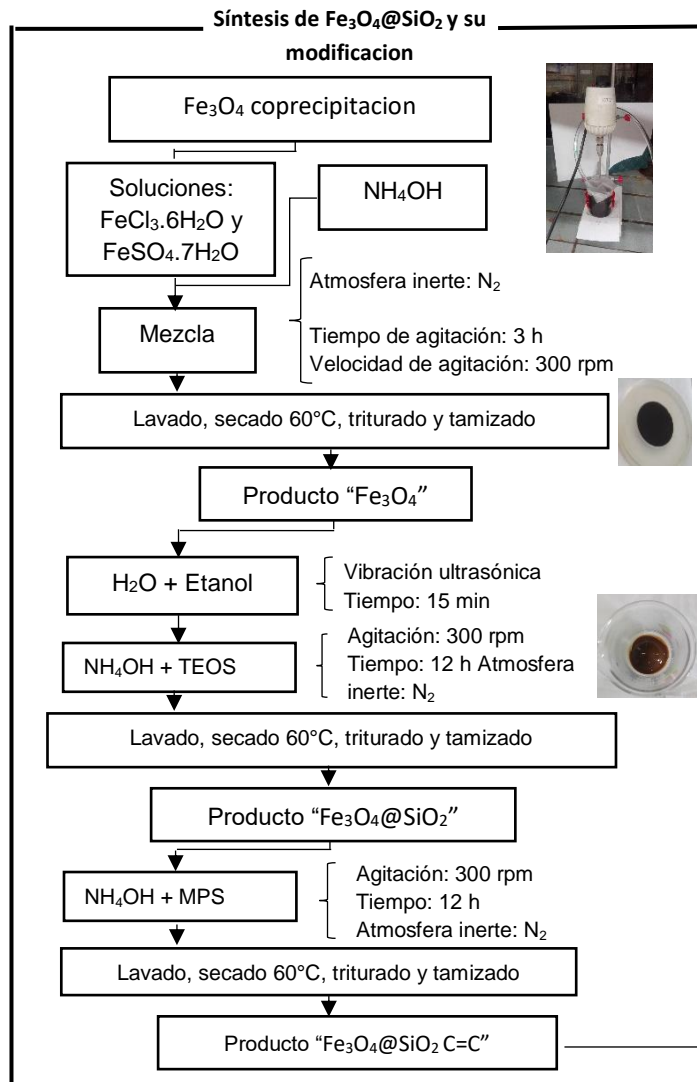 Síntesis de Fe₃O₄@SiO₂ y su
modificacion
Fe₃O₄ coprecipitacion
Soluciones:
FeCl₃.6H₂O y
FeSO₄.7H₂O
NH₄OH
Mezcla
Atmosfera inerte: N₂
Tiempo de agitación: 3 h
Velocidad de agitación: 300 rpm
Lavado, secado 60°C, triturado y tamizado
Producto “Fe₃O₄”
H₂O + Etanol
Vibración ultrasónica
Tiempo: 15 min
NH₄OH + TEOS
Agitación: 300 rpm
Tiempo: 12 h Atmosfera
inerte: N₂
Lavado, secado 60°C, triturado y tamizado
Producto “Fe₃O₄@SiO₂”
NH₄OH + MPS
Agitación: 300 rpm
Tiempo: 12 h
Atmosfera inerte: N₂
Lavado, secado 60°C, triturado y tamizado
Producto “Fe₃O₄@SiO₂ C=C”